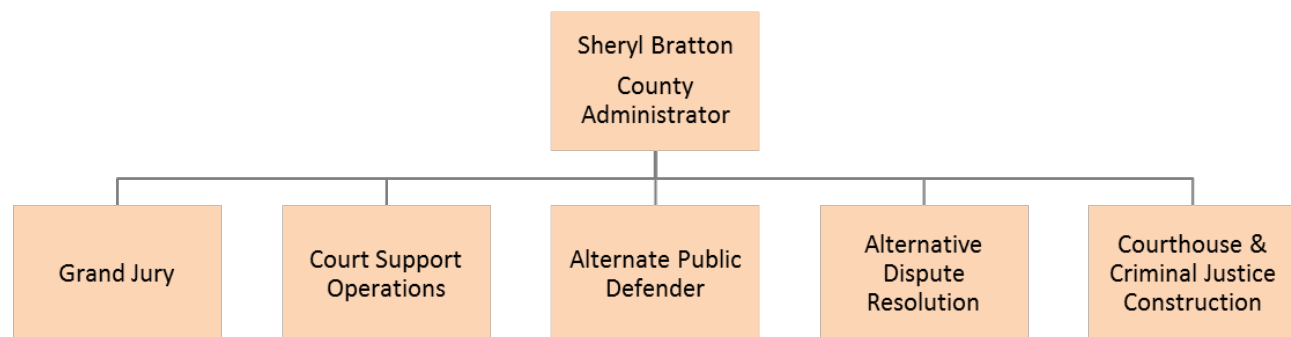 Sheryl Bratton
County
Administrator
Grand Jury
Court Support
Operations
Alternate Public
Defender
Alternative
Dispute
Resolution
Courthouse &
Criminal Justice
Construction